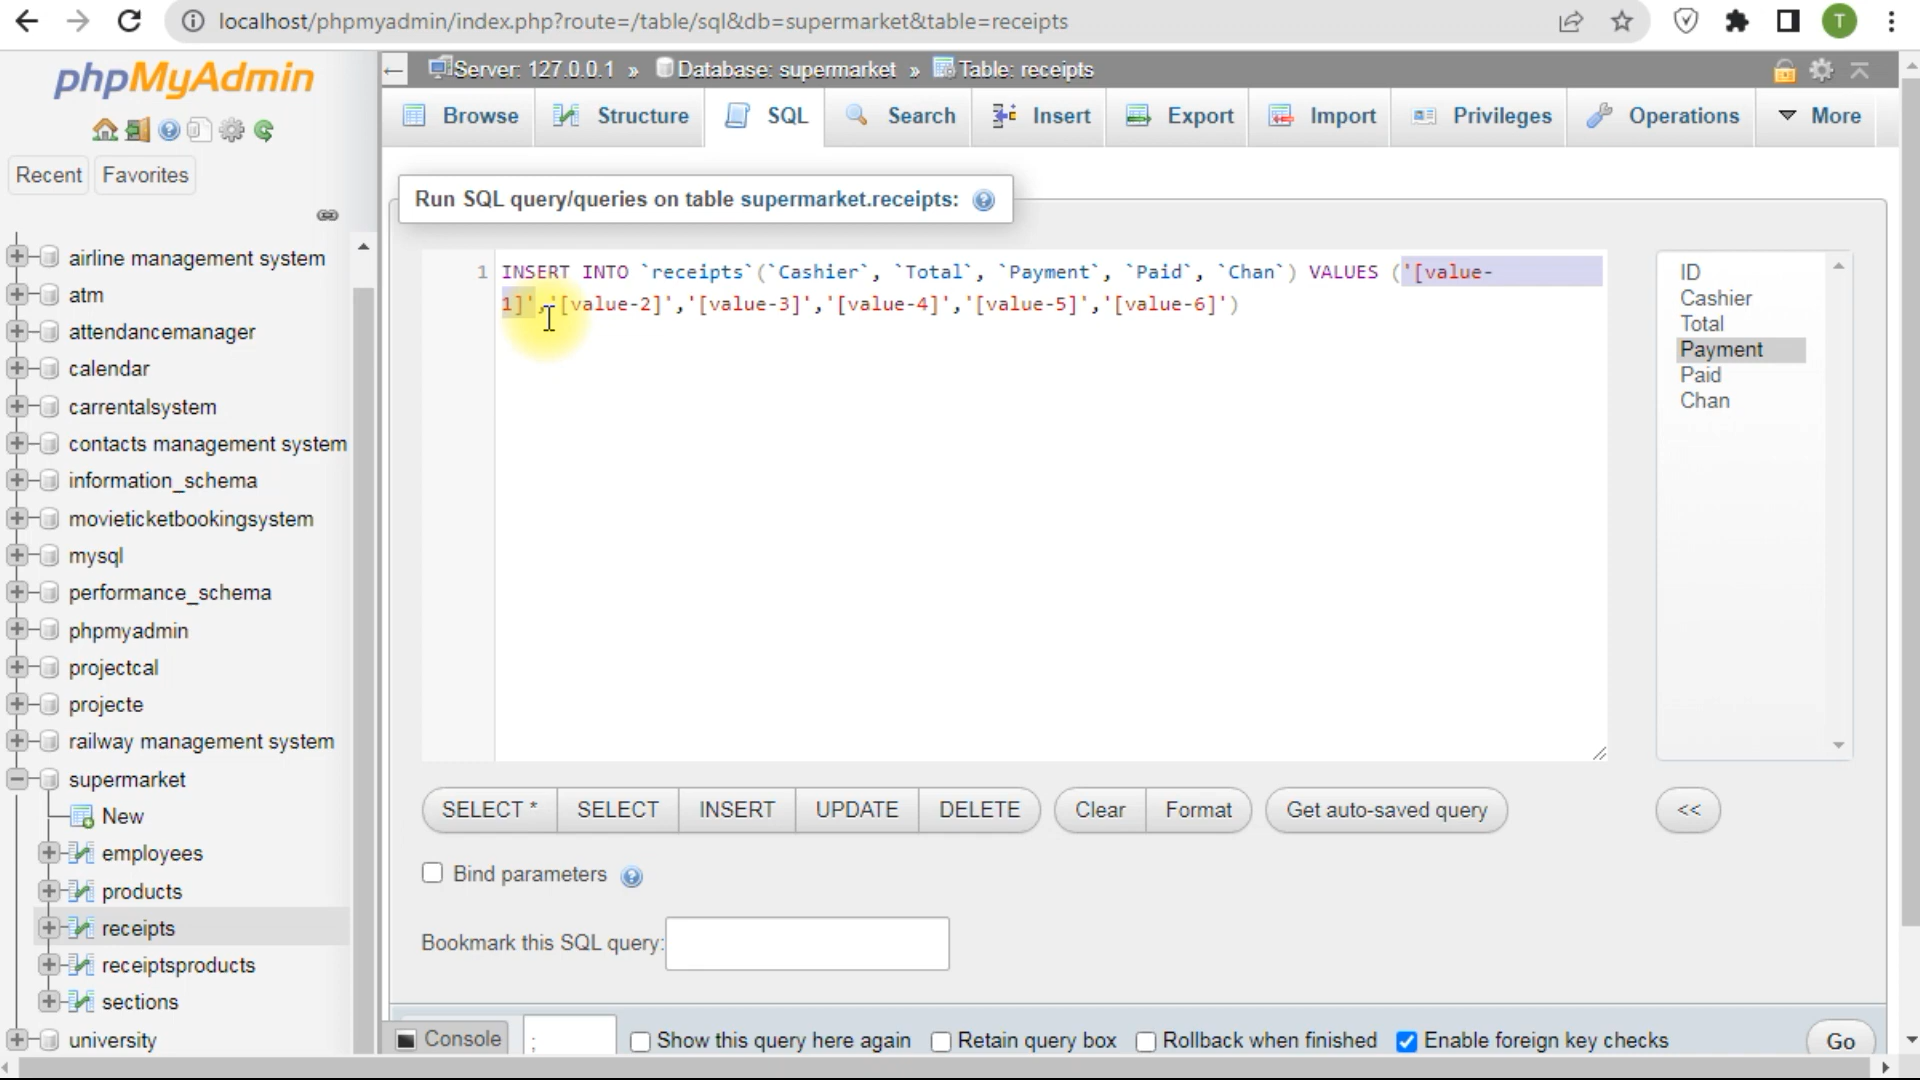 localhost/phpmyadmin/index.php?route=/table/sql&db=supermarket&table=receipts
T
phpMyAdmin
Recent
Favorites
airline management system
atm
attendancemanager
calendar
carrentalsystem
contacts management system
information_schema
movieticketbookingsystem
mysql
performance_schema
phpmyadmin
projectcal
projecte
railway management system
supermarket
New
employees
products
receipts
receiptsproducts
sections
university
Server: 127.0.0.1 » Database: supermarket » Table: receipts
Browse
Structure
SQL
Search
Insert
Export
Import
Privileges
Operations
More
Run SQL query/queries on table supermarket.receipts:
1 INSERT INTO `receipts`(`Cashier`, `Total`, `Payment`, `Paid`, `Chan`) VALUES ('[value-
1]','[value-2]','[value-3]','[value-4]','[value-5]','[value-6]')
ID
Cashier
Total
Payment
Paid
Chan
SELECT *
SELECT
INSERT
UPDATE
DELETE
Clear
Format
Get auto-saved query
<<
Bind parameters
Bookmark this SQL query:
Console
;
Show this query here again
Retain query box
Rollback when finished
Enable foreign key checks
Go